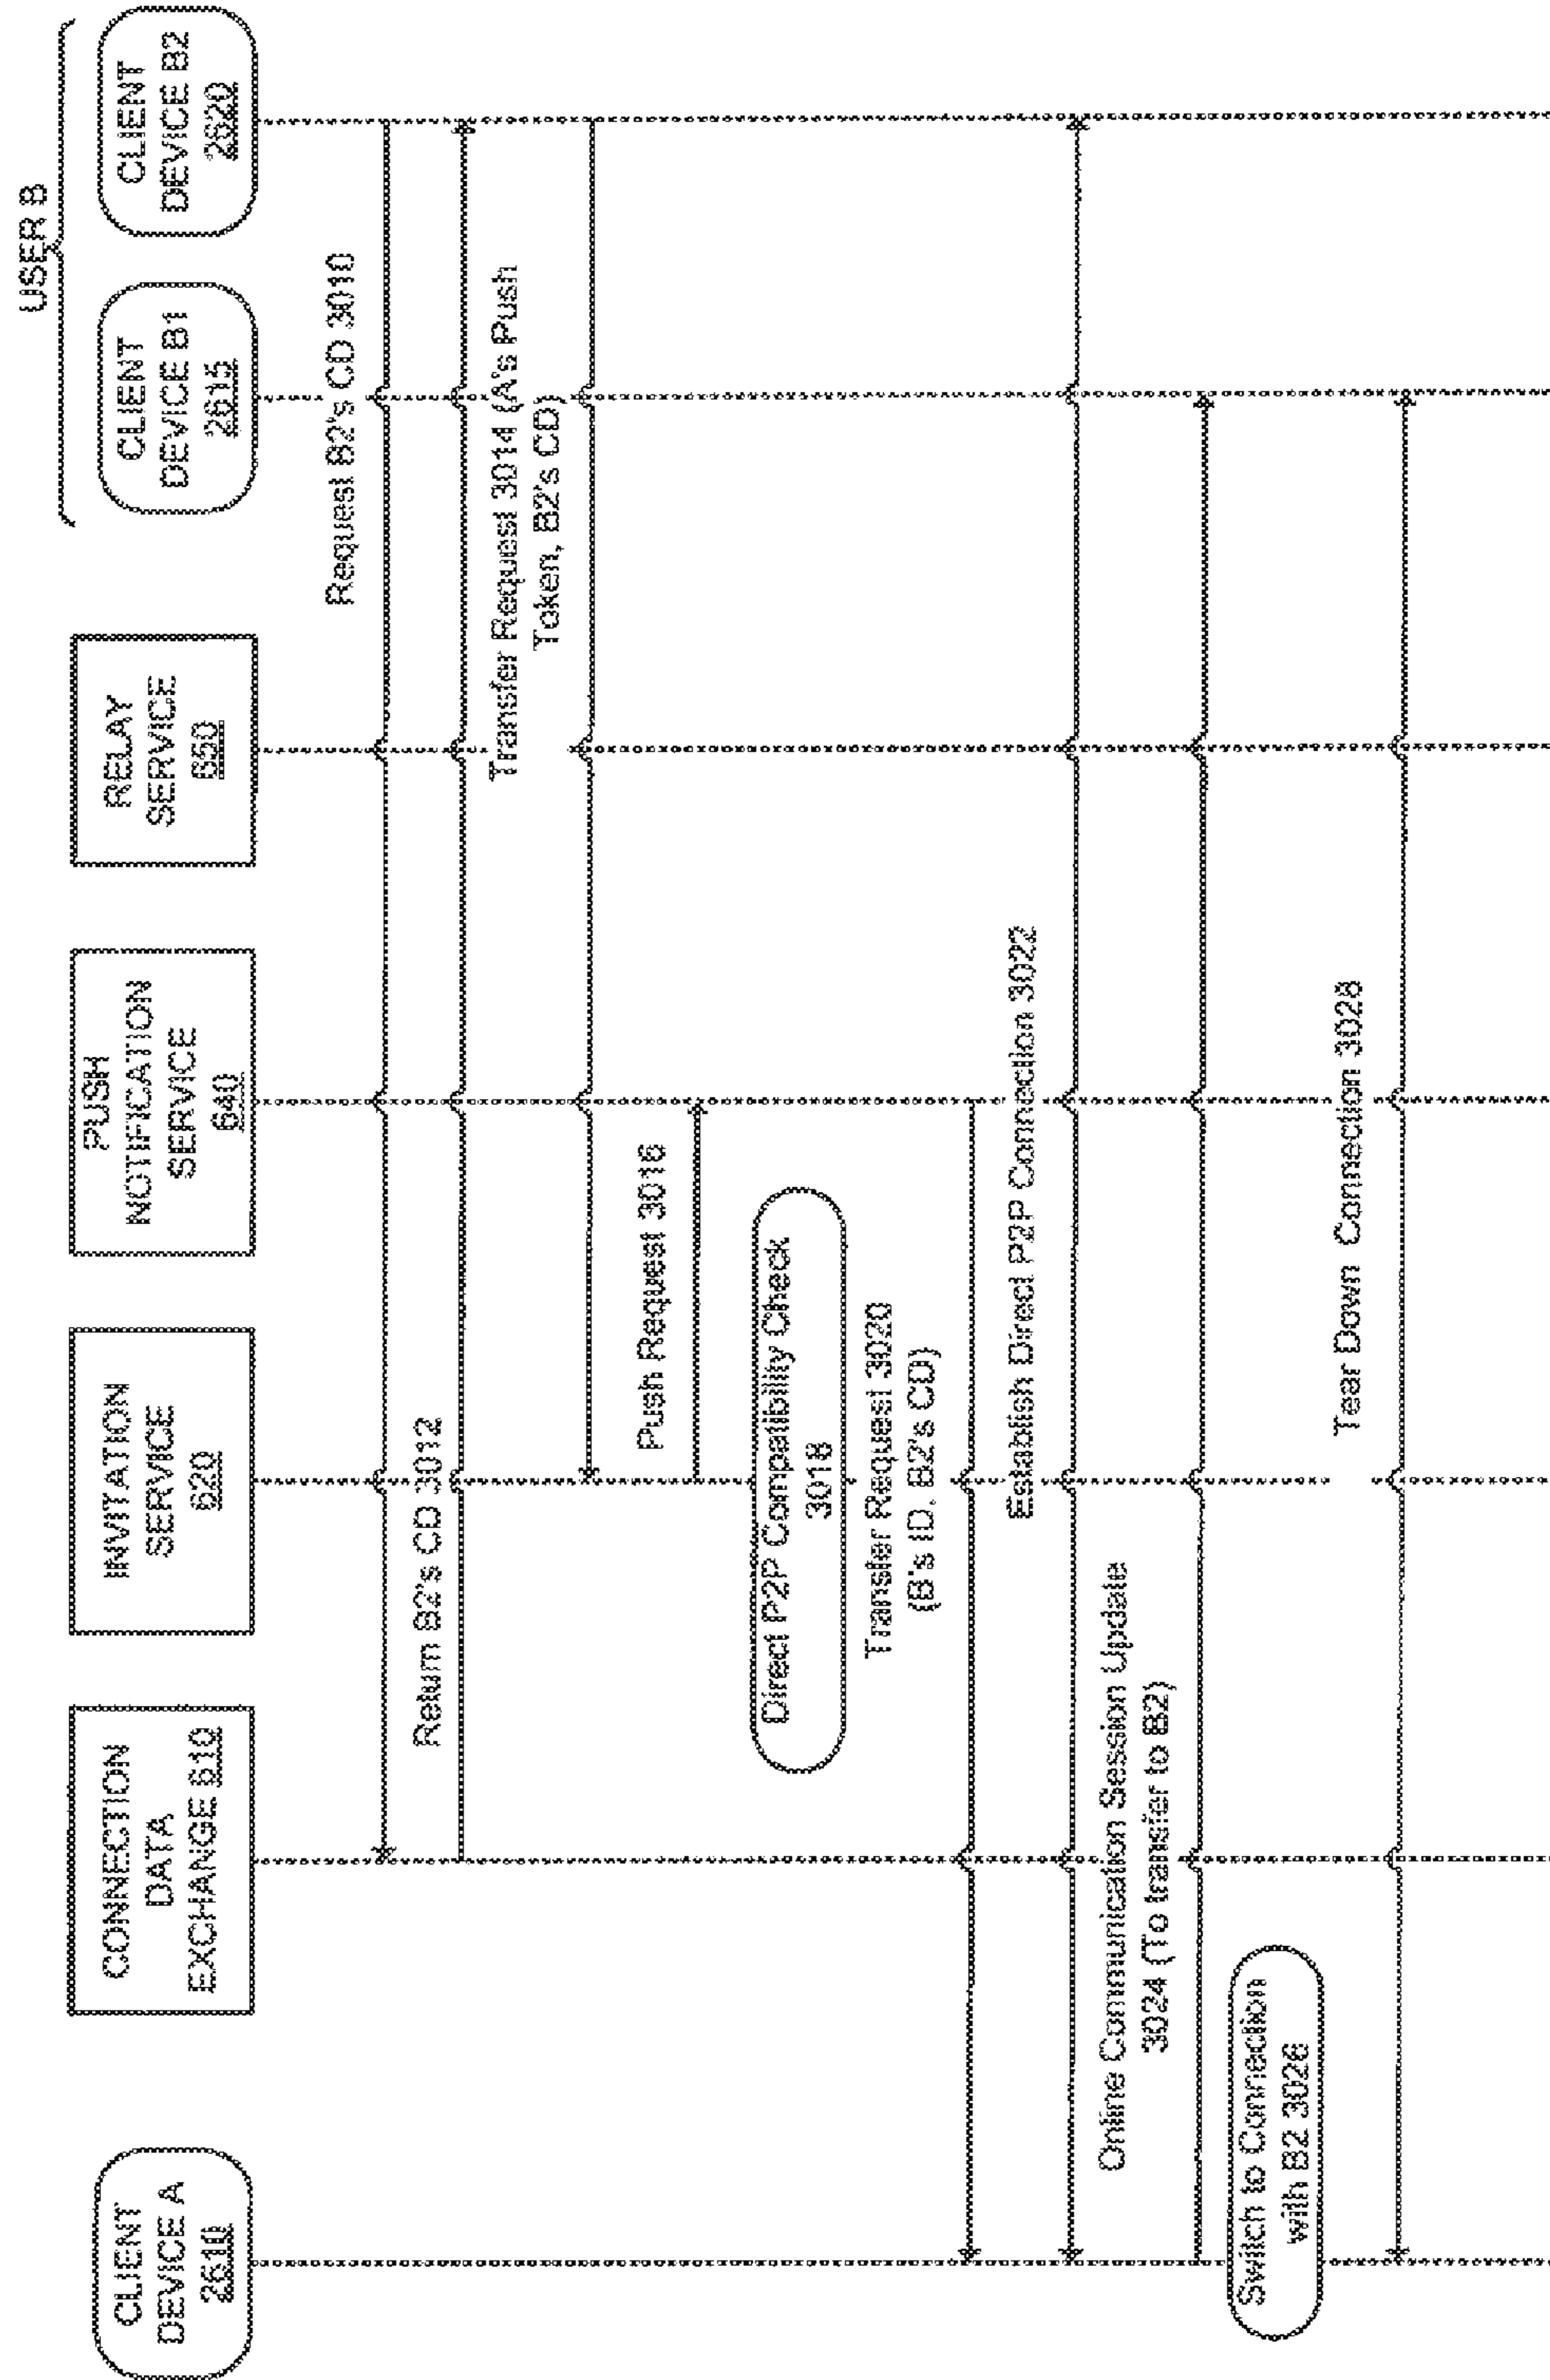 USER B
CLIENT
DEVICE A
2610
CONNECTION
DATA
EXCHANGE 610
INVITATION
SERVICE
620
PUSH
NOTIFICATION
SERVICE
640
RELAY
SERVICE
650
CLIENT
DEVICE B1
2615
CLIENT
DEVICE B2
2620
Request B2's CD 3010
Return B2's CD 3012
Transfer Request 3014 (A's Push
Token, B2's CD)
Push Request 3016
Direct P2P Compatibility Check
3018
Transfer Request 3020
(B's ID, B2's CD)
Establish Direct P2P Connection 3022
Online Communication Session Update
3024 (To transfer to B2)
Switch to Connection
with B2 3026
Tear Down Connection 3028